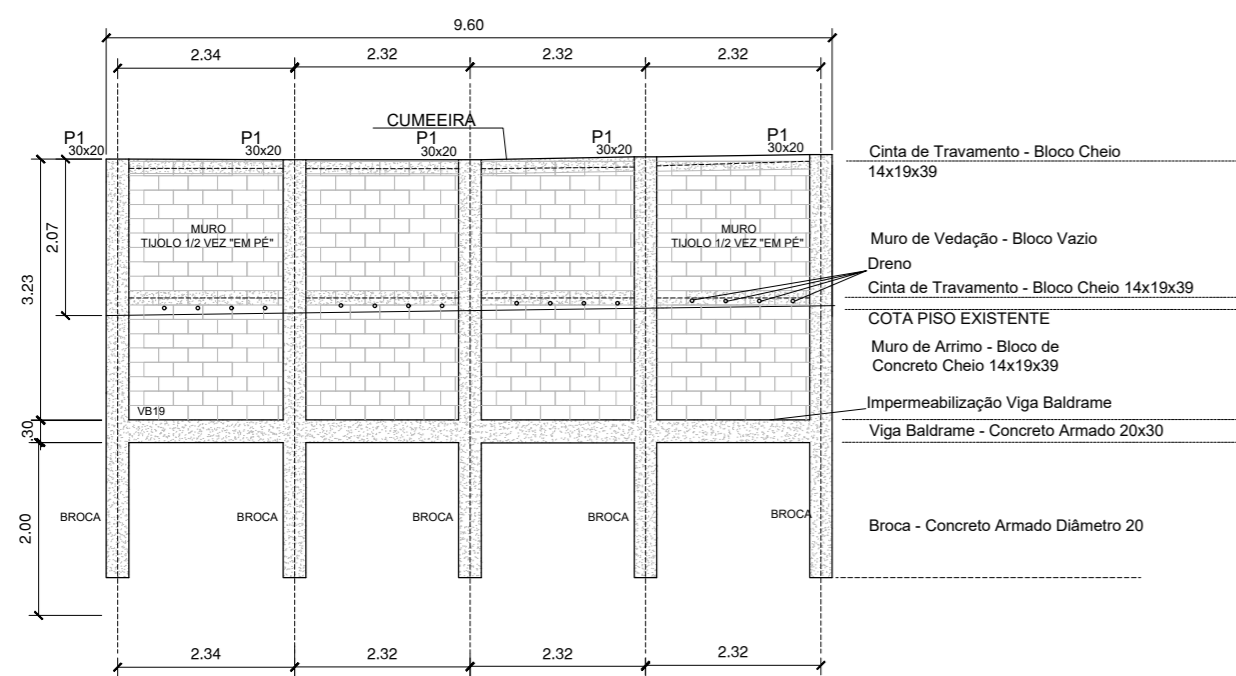 9.60
2.34
2.32
2.32
2.32
CUMEEIRA
P1
30x20
P1
30x20
P1
30x20
P1
30x20
P1
30x20
Cinta de Travamento - Bloco Cheio
14x19x39
2.07
3.23
MURO
TIJOLO 1/2 VEZ "EM PÉ"
MURO
TIJOLO 1/2 VEZ "EM PÉ"
Muro de Vedação - Bloco Vazio
Dreno
Cinta de Travamento - Bloco Cheio 14x19x39
COTA PISO EXISTENTE
Muro de Arrimo - Bloco de
Concreto Cheio 14x19x39
VB19
Impermeabilização Viga Baldrame
.30
Viga Baldrame - Concreto Armado 20x30
2.00
BROCA
BROCA
BROCA
BROCA
BROCA
Broca - Concreto Armado Diâmetro 20
2.34
2.32
2.32
2.32